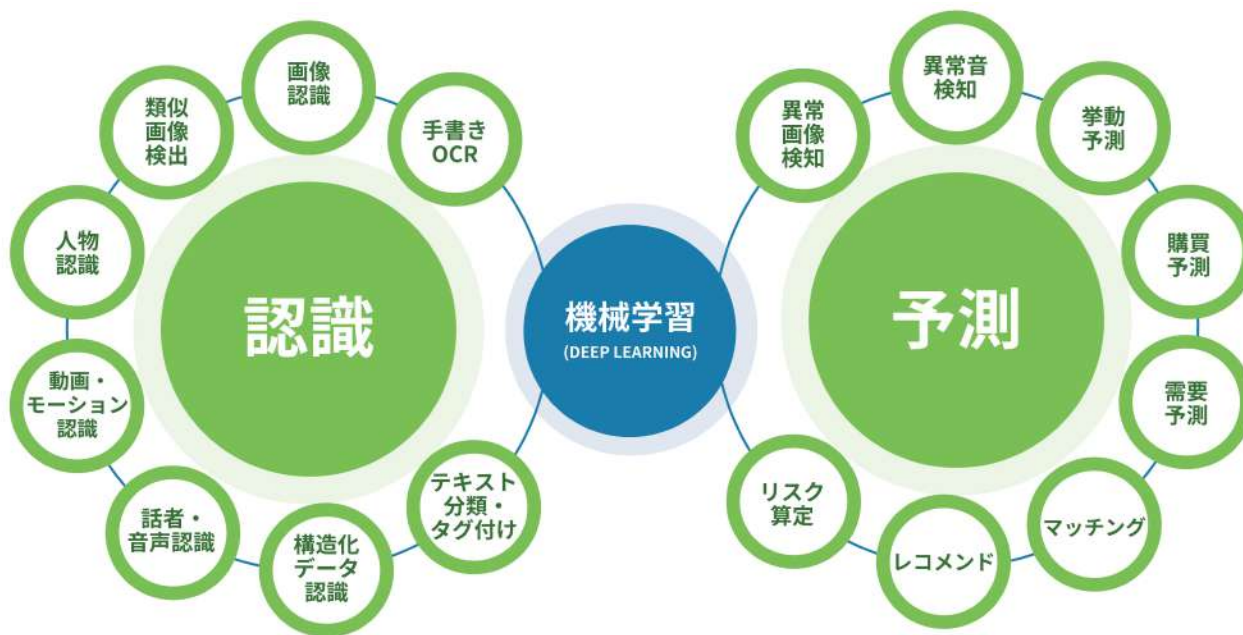 画像
認識
手書き
OCR
類似
画像
検出
人物
認識
動画・
モーション
認識
話者・
音声認識
構造化
データ
認識
テキスト
分類・
タグ付け
認識
機械学習
(DEEP LEARNING)
予測
異常
画像
検知
異常音
検知
挙動
予測
購買
予測
需要
予測
マッチング
レコメンド
リスク
算定